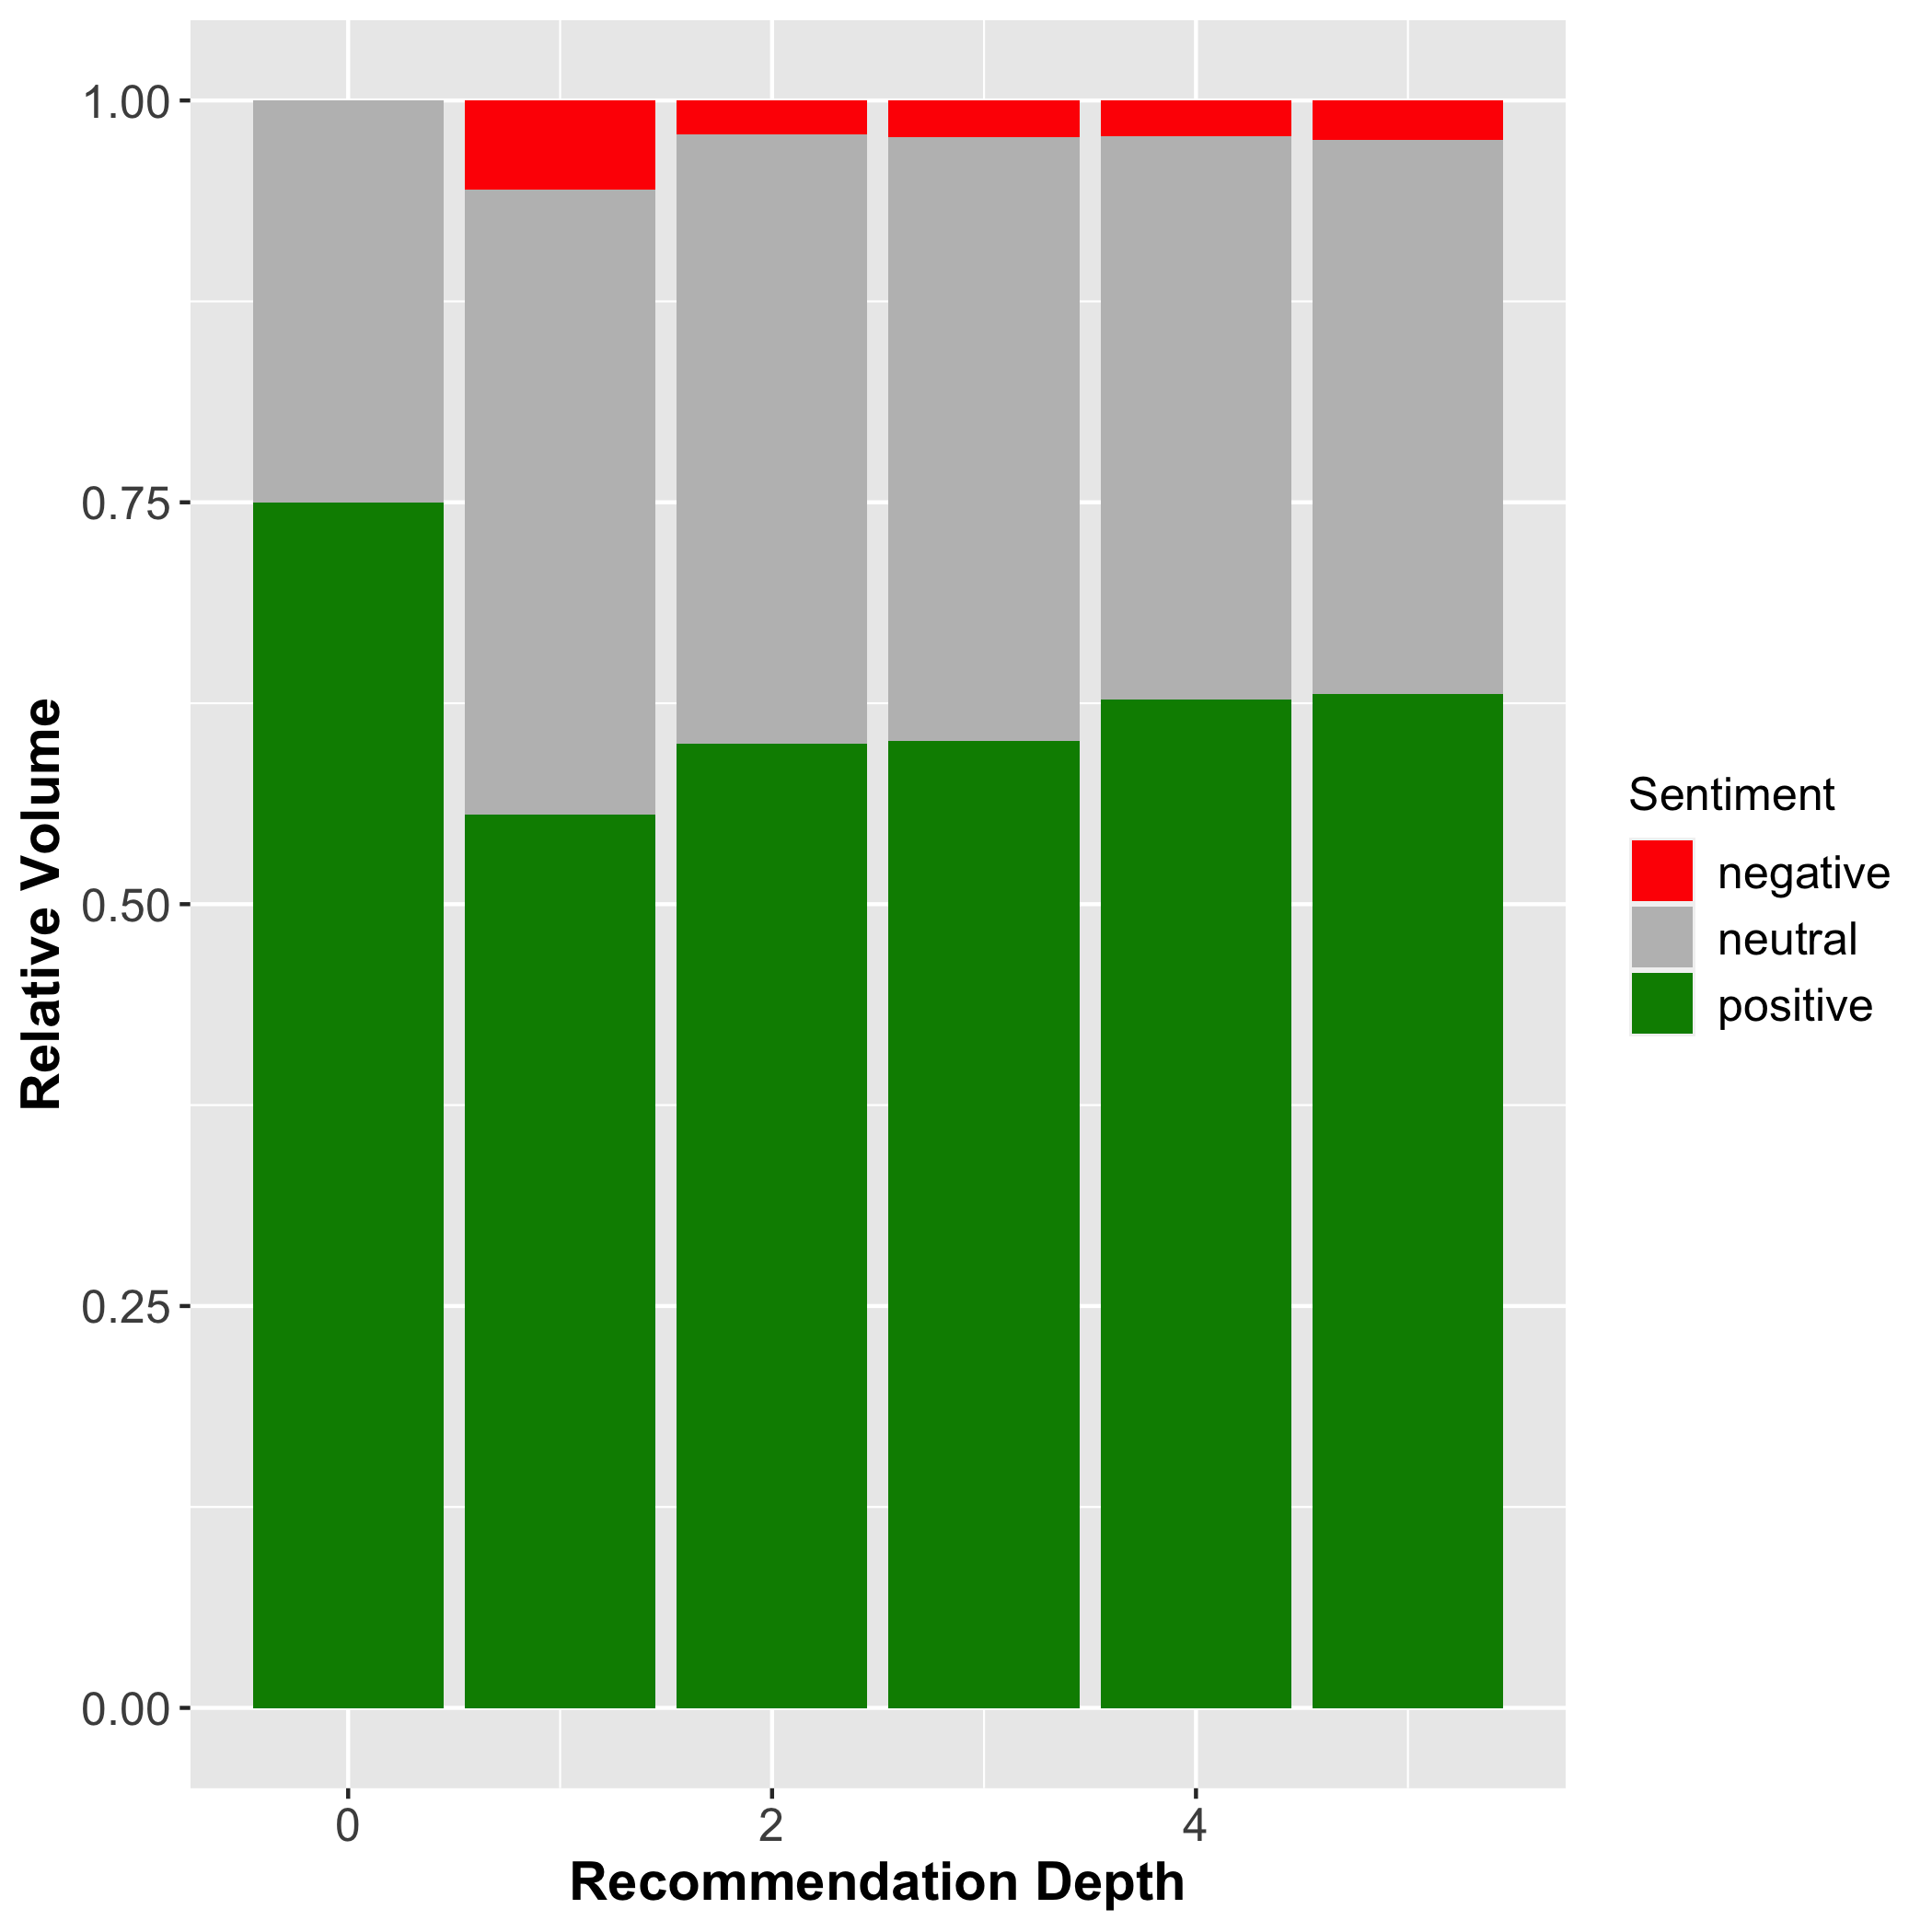 1.00
0.75
0.50
0.25
0.00
Relative Volume
0 2 4
Recommendation Depth
Sentiment
negative
neutral
positive